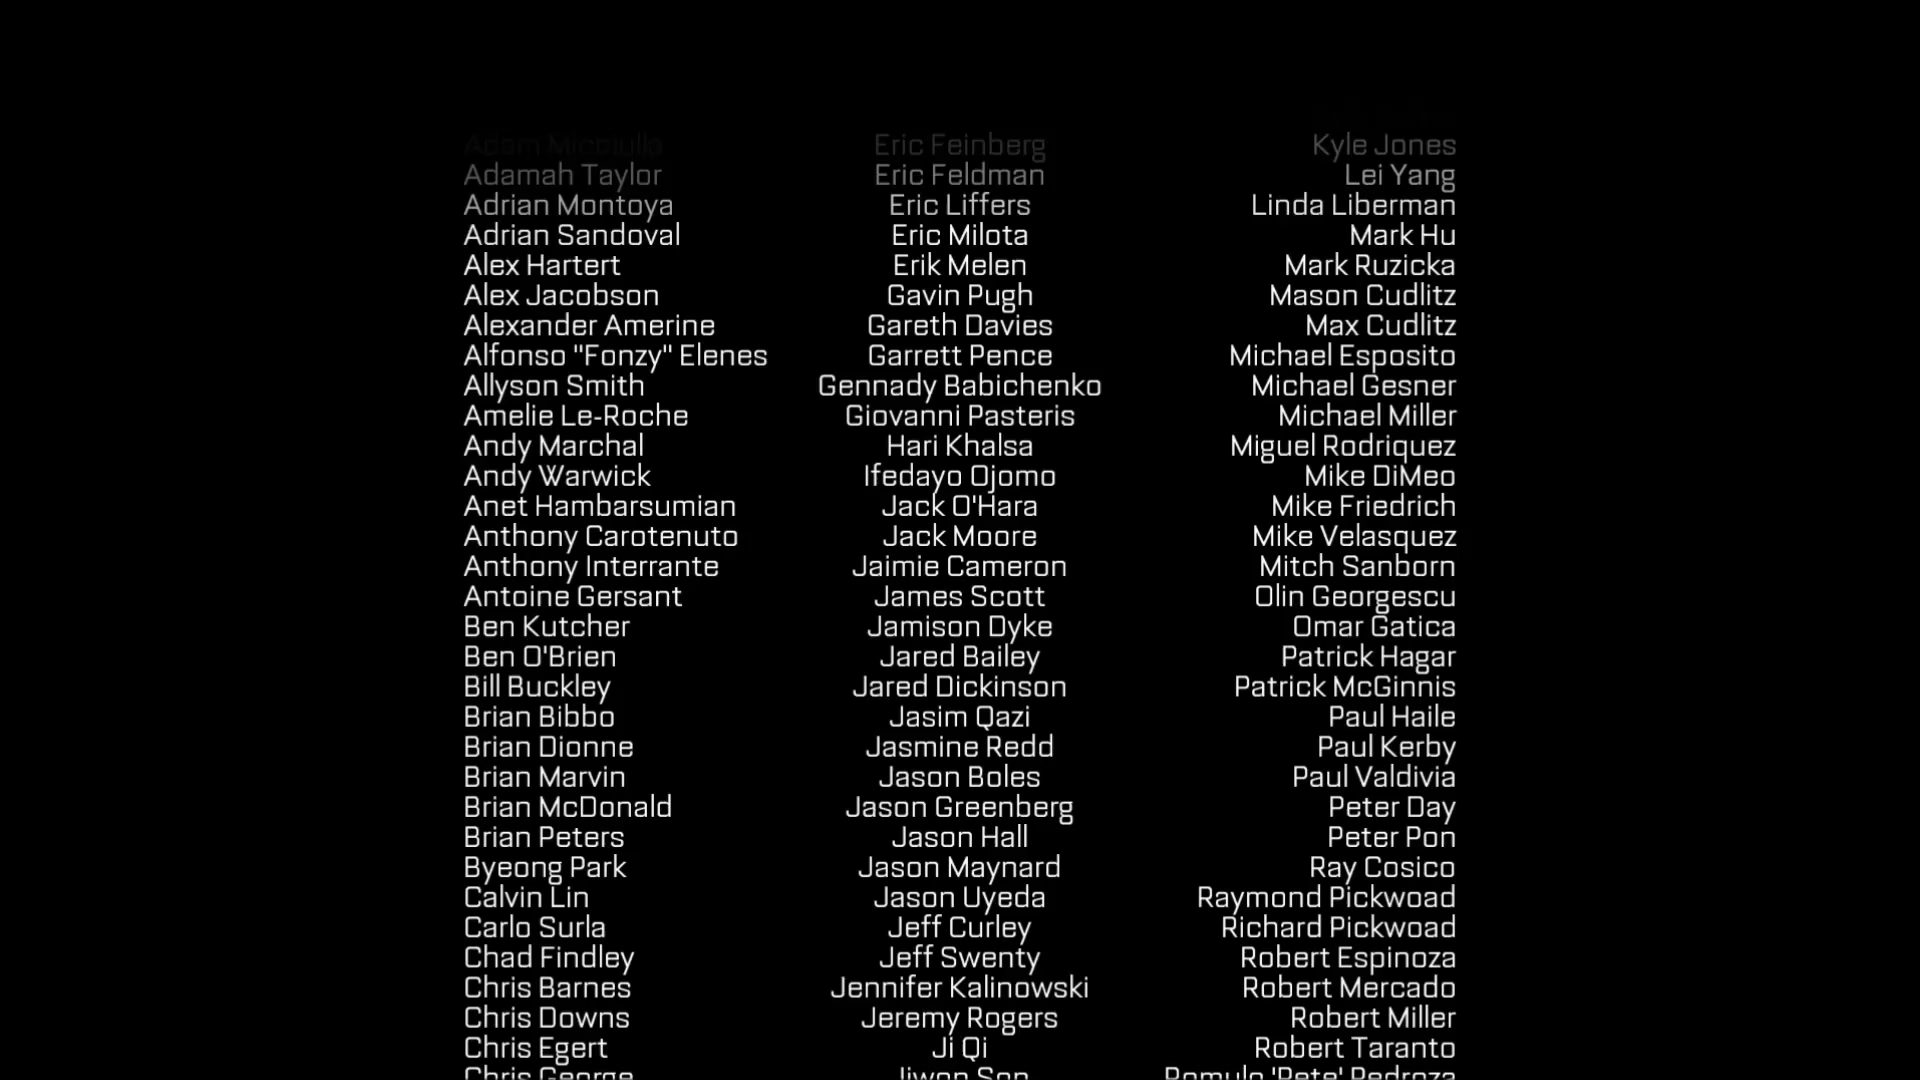 Adam Micciulla Eric Feinberg Kyle Jones
Adamah Taylor Eric Feldman Lei Yang
Adrian Montoya Eric Liffers Linda Liberman
Adrian Sandoval Eric Milota Mark Hu
Alex Hartert Erik Melen Mark Ruzicka
Alex Jacobson Gavin Pugh Mason Cudlitz
Alexander Amerine Gareth Davies Max Cudlitz
Alfonso "Fonzy" Elenes Garrett Pence Michael Esposito
Allyson Smith Gennady Babichenko Michael Gesner
Amelie Le-Roche Giovanni Pasteris Michael Miller
Andy Marchal Hari Khalsa Miguel Rodriquez
Andy Warwick Ifedayo Ojomo Mike DiMeo
Anet Hambarsumian Jack O'Hara Mike Friedrich
Anthony Carotenuto Jack Moore Mike Velasquez
Anthony Interrante Jaimie Cameron Mitch Sanborn
Antoine Gersant James Scott Olin Georgescu
Ben Kutcher Jamison Dyke Omar Gatica
Ben O'Brien Jared Bailey Patrick Hagar
Bill Buckley Jared Dickinson Patrick McGinnis
Brian Bibbo Jasim Qazi Paul Haile
Brian Dionne Jasmine Redd Paul Kerby
Brian Marvin Jason Boles Paul Valdivia
Brian McDonald Jason Greenberg Peter Day
Brian Peters Jason Hall Peter Pon
Byeong Park Jason Maynard Ray Cosico
Calvin Lin Jason Uyeda Raymond Pickwoad
Carlo Surla Jeff Curley Richard Pickwoad
Chad Findley Jeff Swenty Robert Espinoza
Chris Barnes Jennifer Kalinowski Robert Mercado
Chris Downs Jeremy Rogers Robert Miller
Chris Egert Ji Qi Robert Taranto
Chris George Jiwon Son Romulo 'Pete' Pedroza